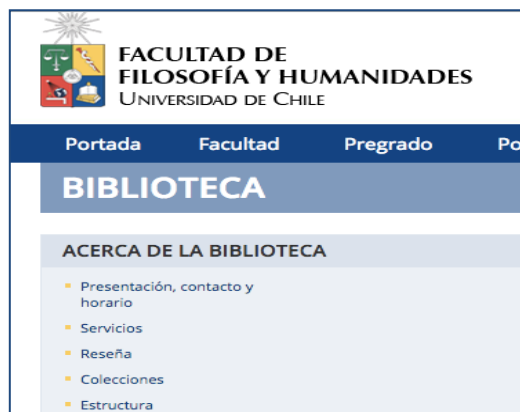 FACULTAD DE
FILOSOFÍA Y HUMANIDADES
UNIVERSIDAD DE CHILE
Portada Facultad Pregrado Po
BIBLIOTECA
ACERCA DE LA BIBLIOTECA
Presentación, contacto y
horario
Servicios
Reseña
Colecciones
Estructura